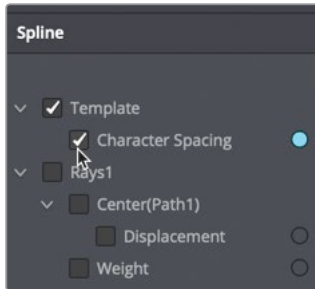 Spline
Template
Character Spacing
Rays1
Center(Path1)
Displacement
Weight